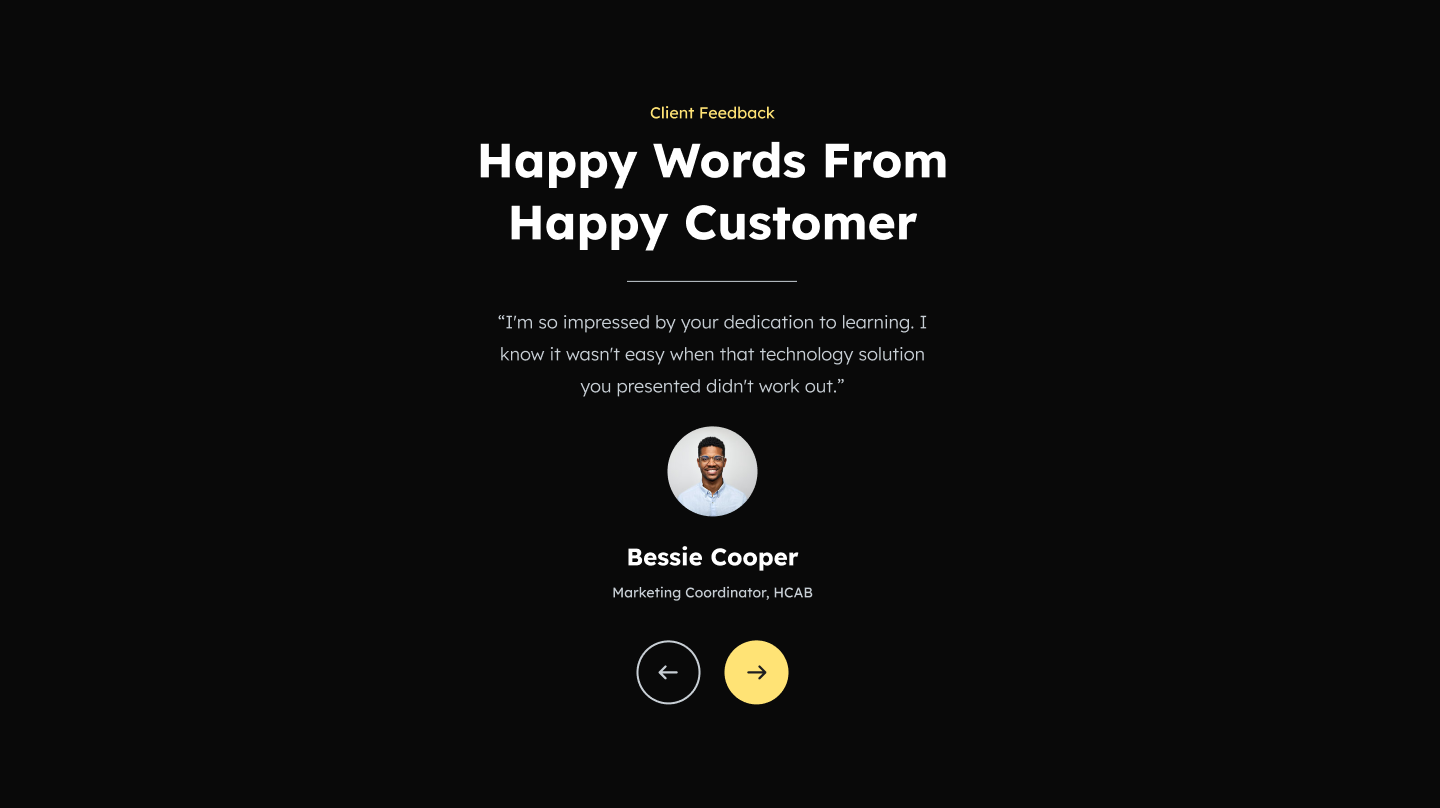 Client Feedback
Happy Words From
Happy Customer
“I'm so impressed by your dedication to learning. I
know it wasn't easy when that technology solution
you presented didn't work out.”
Bessie Cooper
Marketing Coordinator, HCAB